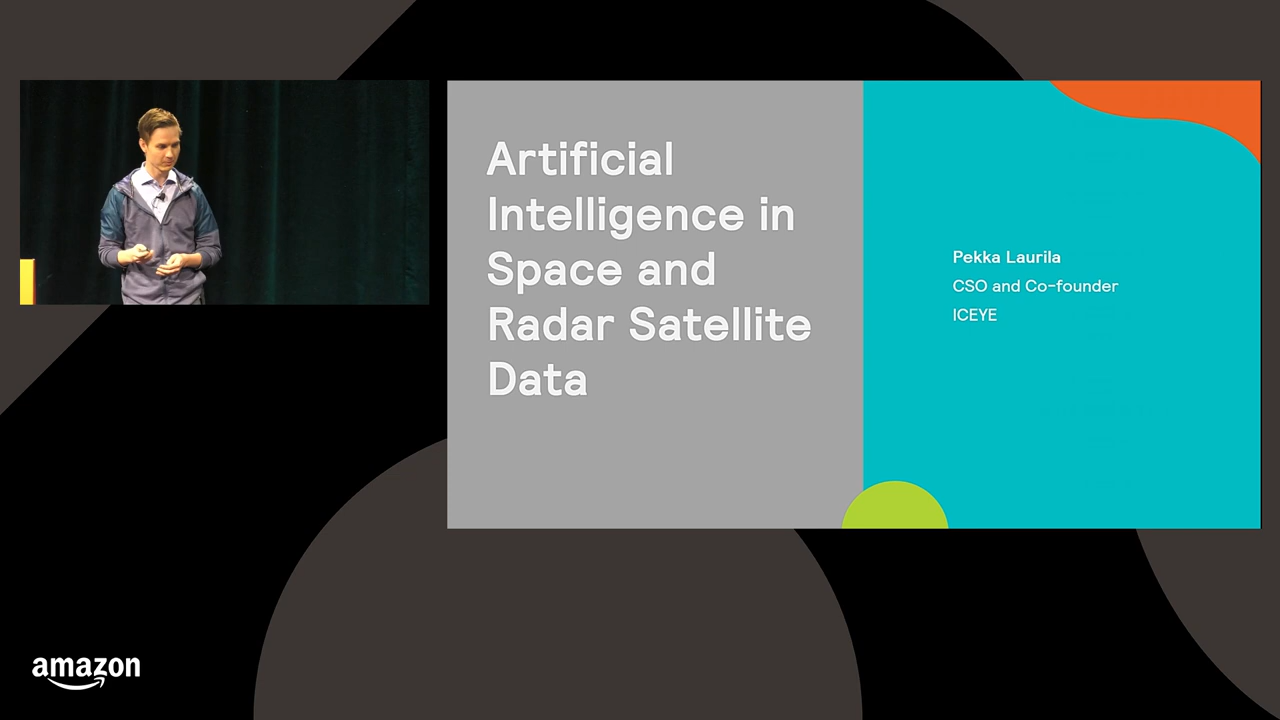 Artificial
Intelligence in
Space and
Radar Satellite
Data
Pekka Laurila
CSO and Co-founder
ICEYE
amazon